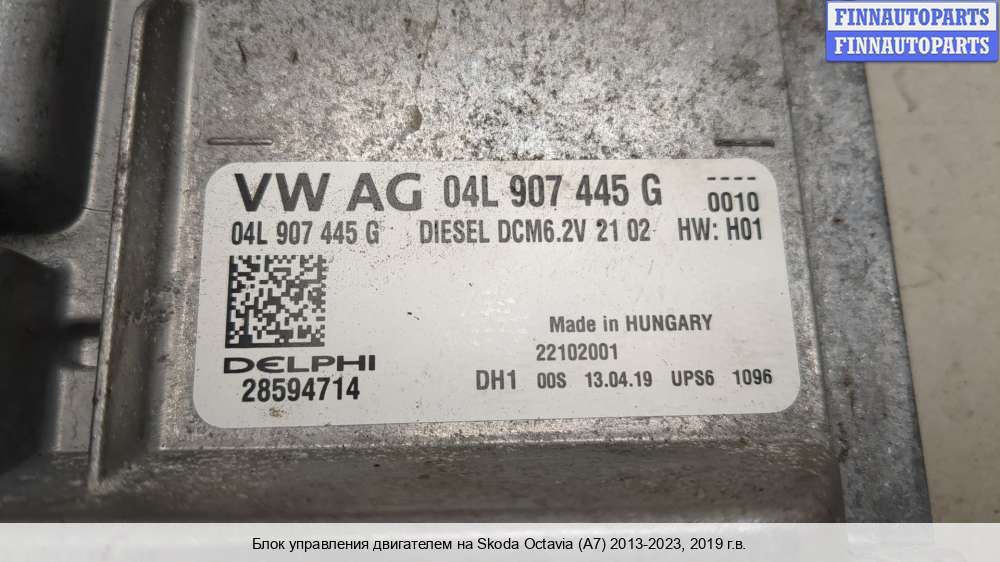 FINNAUTOPARTS
FINNAUTOPARTS
VW AG 04L 907 445 G ----
0010
04L 907 445 G DIESEL DCM6.2V 21 02 HW: H01
Made in HUNGARY
22102001
DELPHI
28594714
DH1 00S 13.04.19 UPS6 1096
Блок управления двигателем на Skoda Octavia (A7) 2013-2023, 2019 г.в.